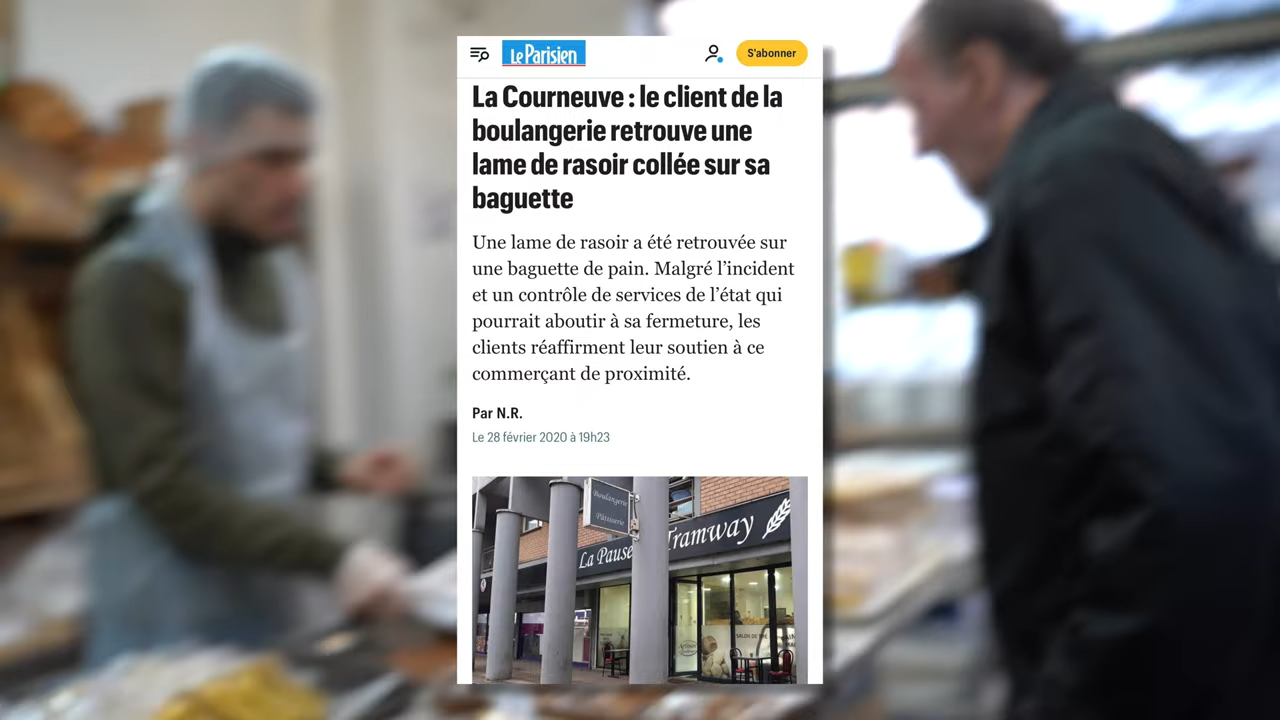 Le Parisien
S'abonner
La Courneuve : le client de la
boulangerie retrouve une
lame de rasoir collée sur sa
baguette
Une lame de rasoir a été retrouvée sur
une baguette de pain. Malgré l'incident
et un contrôle de services de l'état qui
pourrait aboutir à sa fermeture, les
clients réaffirment leur soutien à ce
commerçant de proximité.
Par N.R.
Le 28 février 2020 à 19h23
Boulangerie
Pâtisserie
La Pause Tramway
SALON DE THÉ